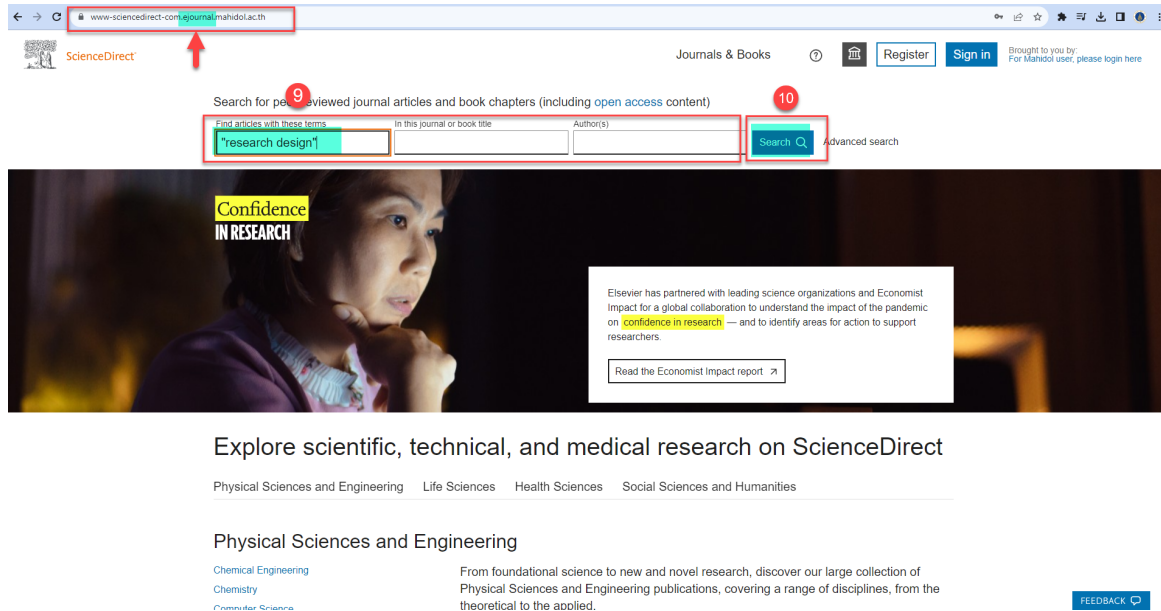 www-sciencedirect-com.ejournal.mahidol.ac.th
ScienceDirect
Journals & Books
Register
Sign in
Brought to you by:
For Mahidol user, please login here
9
10
Search for peer-reviewed journal articles and book chapters (including open access content)
Find articles with these terms
In this journal or book title
Author(s)
"research design"
Search
Advanced search
Confidence
IN RESEARCH
Elsevier has partnered with leading science organizations and Economist
Impact for a global collaboration to understand the impact of the pandemic
on confidence in research — and to identify areas for action to support
researchers.
Read the Economist Impact report
Explore scientific, technical, and medical research on ScienceDirect
Physical Sciences and Engineering Life Sciences Health Sciences Social Sciences and Humanities
Physical Sciences and Engineering
Chemical Engineering
Chemistry
Computer Science
From foundational science to new and novel research, discover our large collection of
Physical Sciences and Engineering publications, covering a range of disciplines, from the
theoretical to the applied.
FEEDBACK